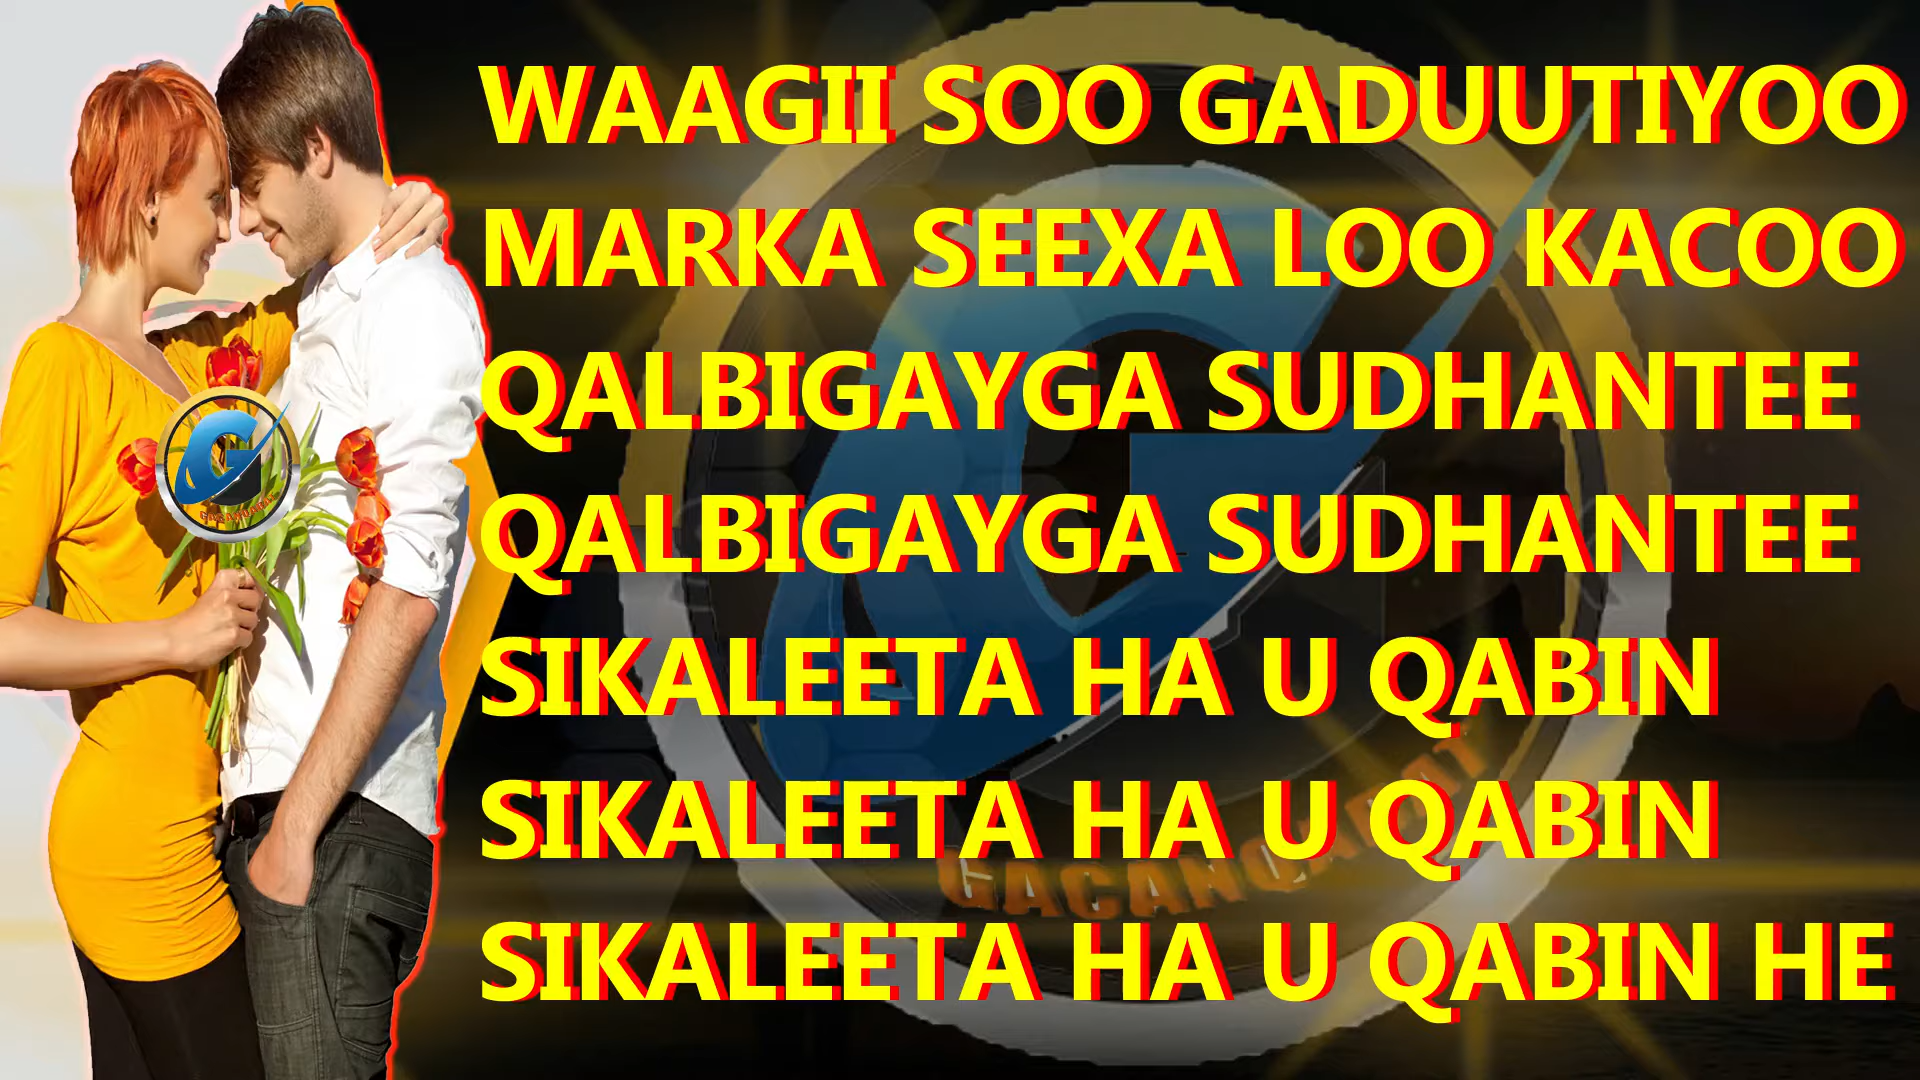 WAAGII SOO GADUUTIYOO
MARKA SEEXA LOO KACOO
QALBIGAYGA SUDHANTEE
QALBIGAYGA SUDHANTEE
SIKALEETA HA U QABIN
SIKALEETA HA U QABIN
SIKALEETA HA U QABIN HE
GACANQAAT